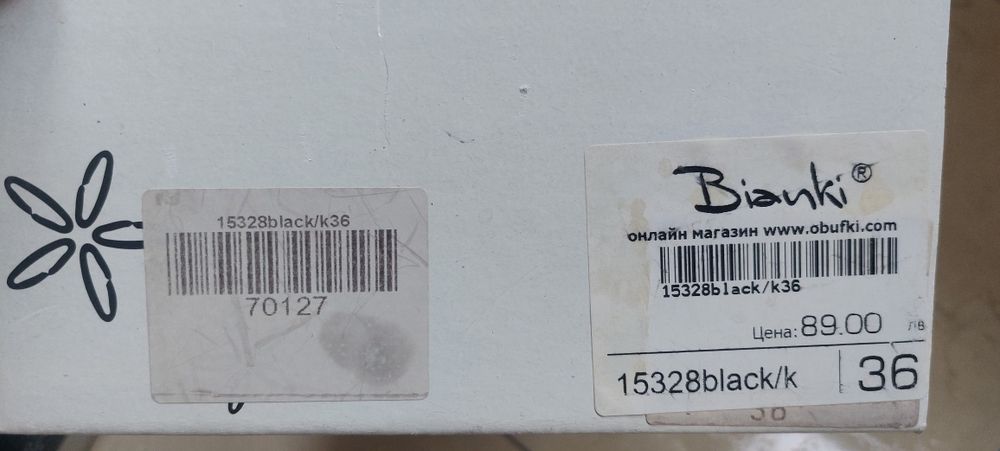 15328black/k36
70127
Bianki®
онлайн магазин www.obufki.com
15328black/k36
Цена: 89.00 лв
15328black/k 36